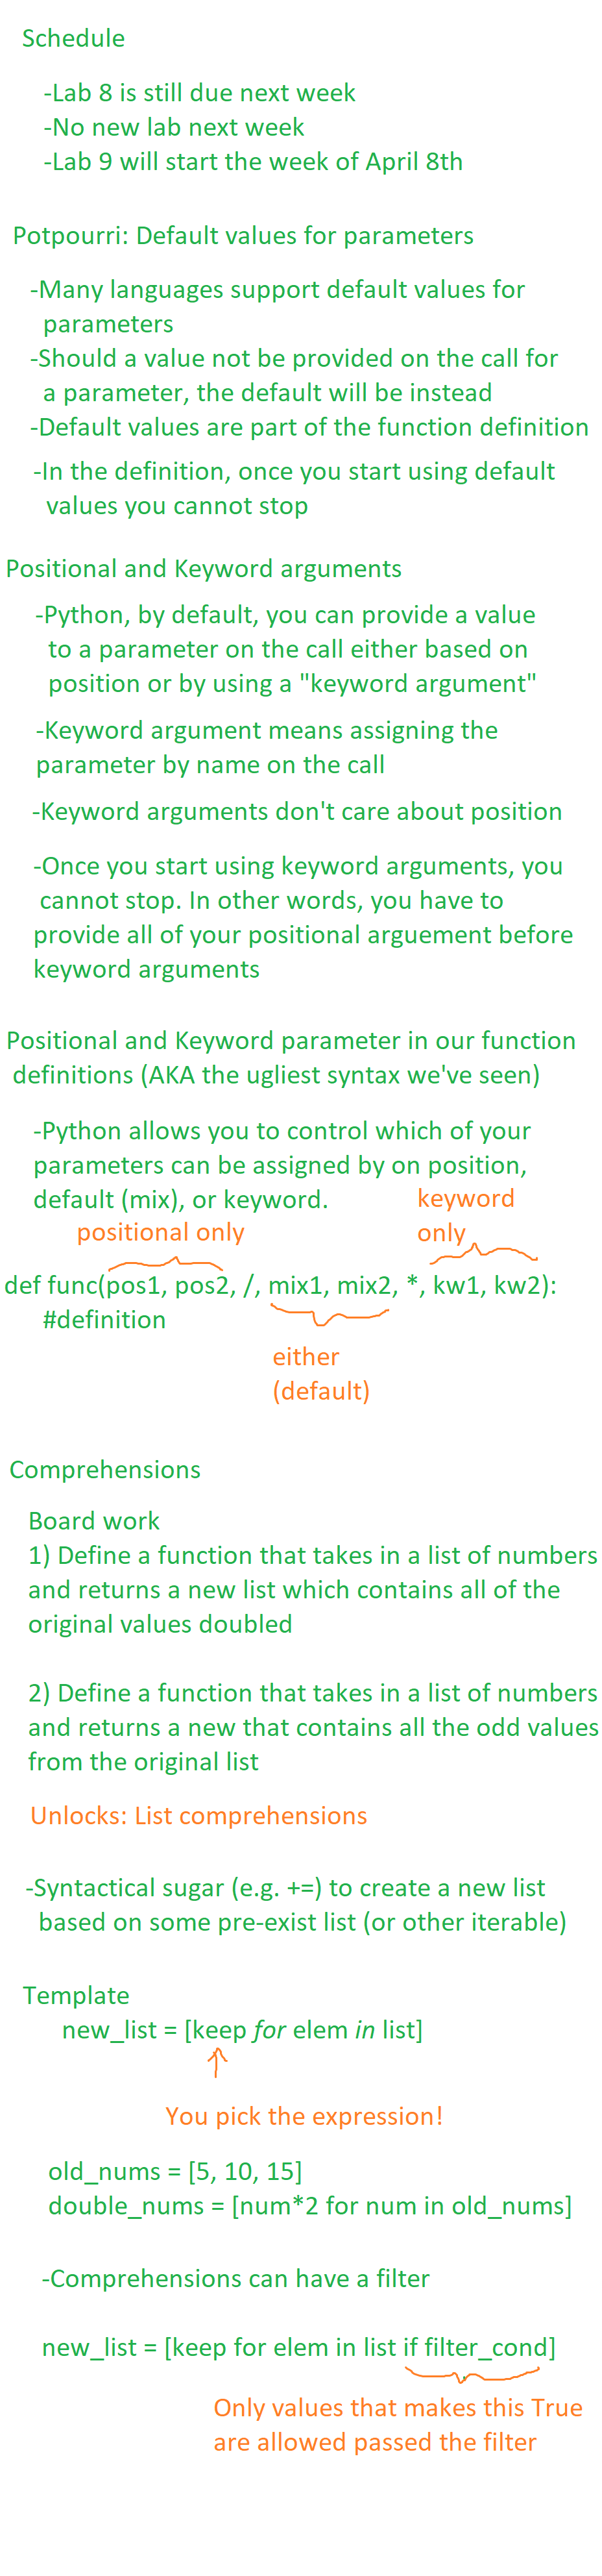 Schedule
-Lab 8 is still due next week
-No new lab next week
-Lab 9 will start the week of April 8th
Potpourri: Default values for parameters
-Many languages support default values for
parameters
-Should a value not be provided on the call for
a parameter, the default will be instead
-Default values are part of the function definition
-In the definition, once you start using default
values you cannot stop
Positional and Keyword arguments
-Python, by default, you can provide a value
to a parameter on the call either based on
position or by using a "keyword argument"
-Keyword argument means assigning the
parameter by name on the call
-Keyword arguments don't care about position
-Once you start using keyword arguments, you
cannot stop. In other words, you have to
provide all of your positional arguement before
keyword arguments
Positional and Keyword parameter in our function
definitions (AKA the ugliest syntax we've seen)
-Python allows you to control which of your
parameters can be assigned by on position,
default (mix), or keyword.
keyword
only
positional only
def func(pos1, pos2, /, mix1, mix2, *, kw1, kw2):
#definition
either
(default)
Comprehensions
Board work
1) Define a function that takes in a list of numbers
and returns a new list which contains all of the
original values doubled
2) Define a function that takes in a list of numbers
and returns a new that contains all the odd values
from the original list
Unlocks: List comprehensions
-Syntactical sugar (e.g. +=) to create a new list
based on some pre-exist list (or other iterable)
Template
new_list = [keep for elem in list]
You pick the expression!
old_nums = [5, 10, 15]
double_nums = [num*2 for num in old_nums]
-Comprehensions can have a filter
new_list = [keep for elem in list if filter_cond]
Only values that makes this True
are allowed passed the filter